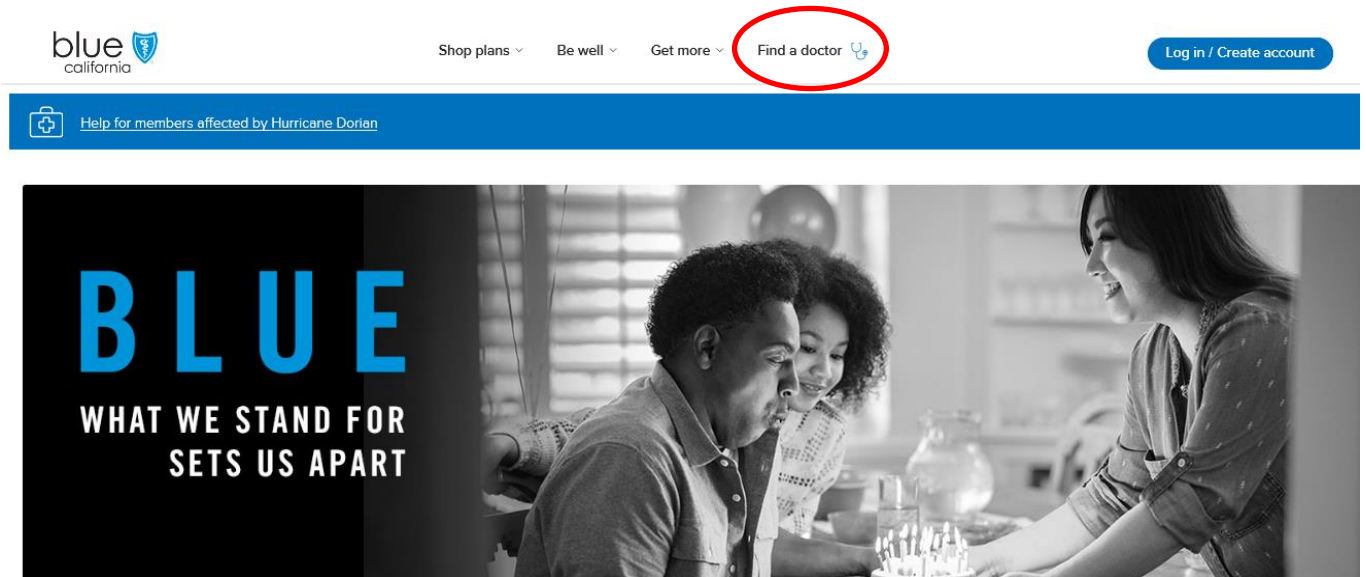 blue
california
Shop plans
Be well
Get more
Find a doctor
Log in / Create account
Help for members affected by Hurricane Dorian
BLUE
WHAT WE STAND FOR
SETS US APART